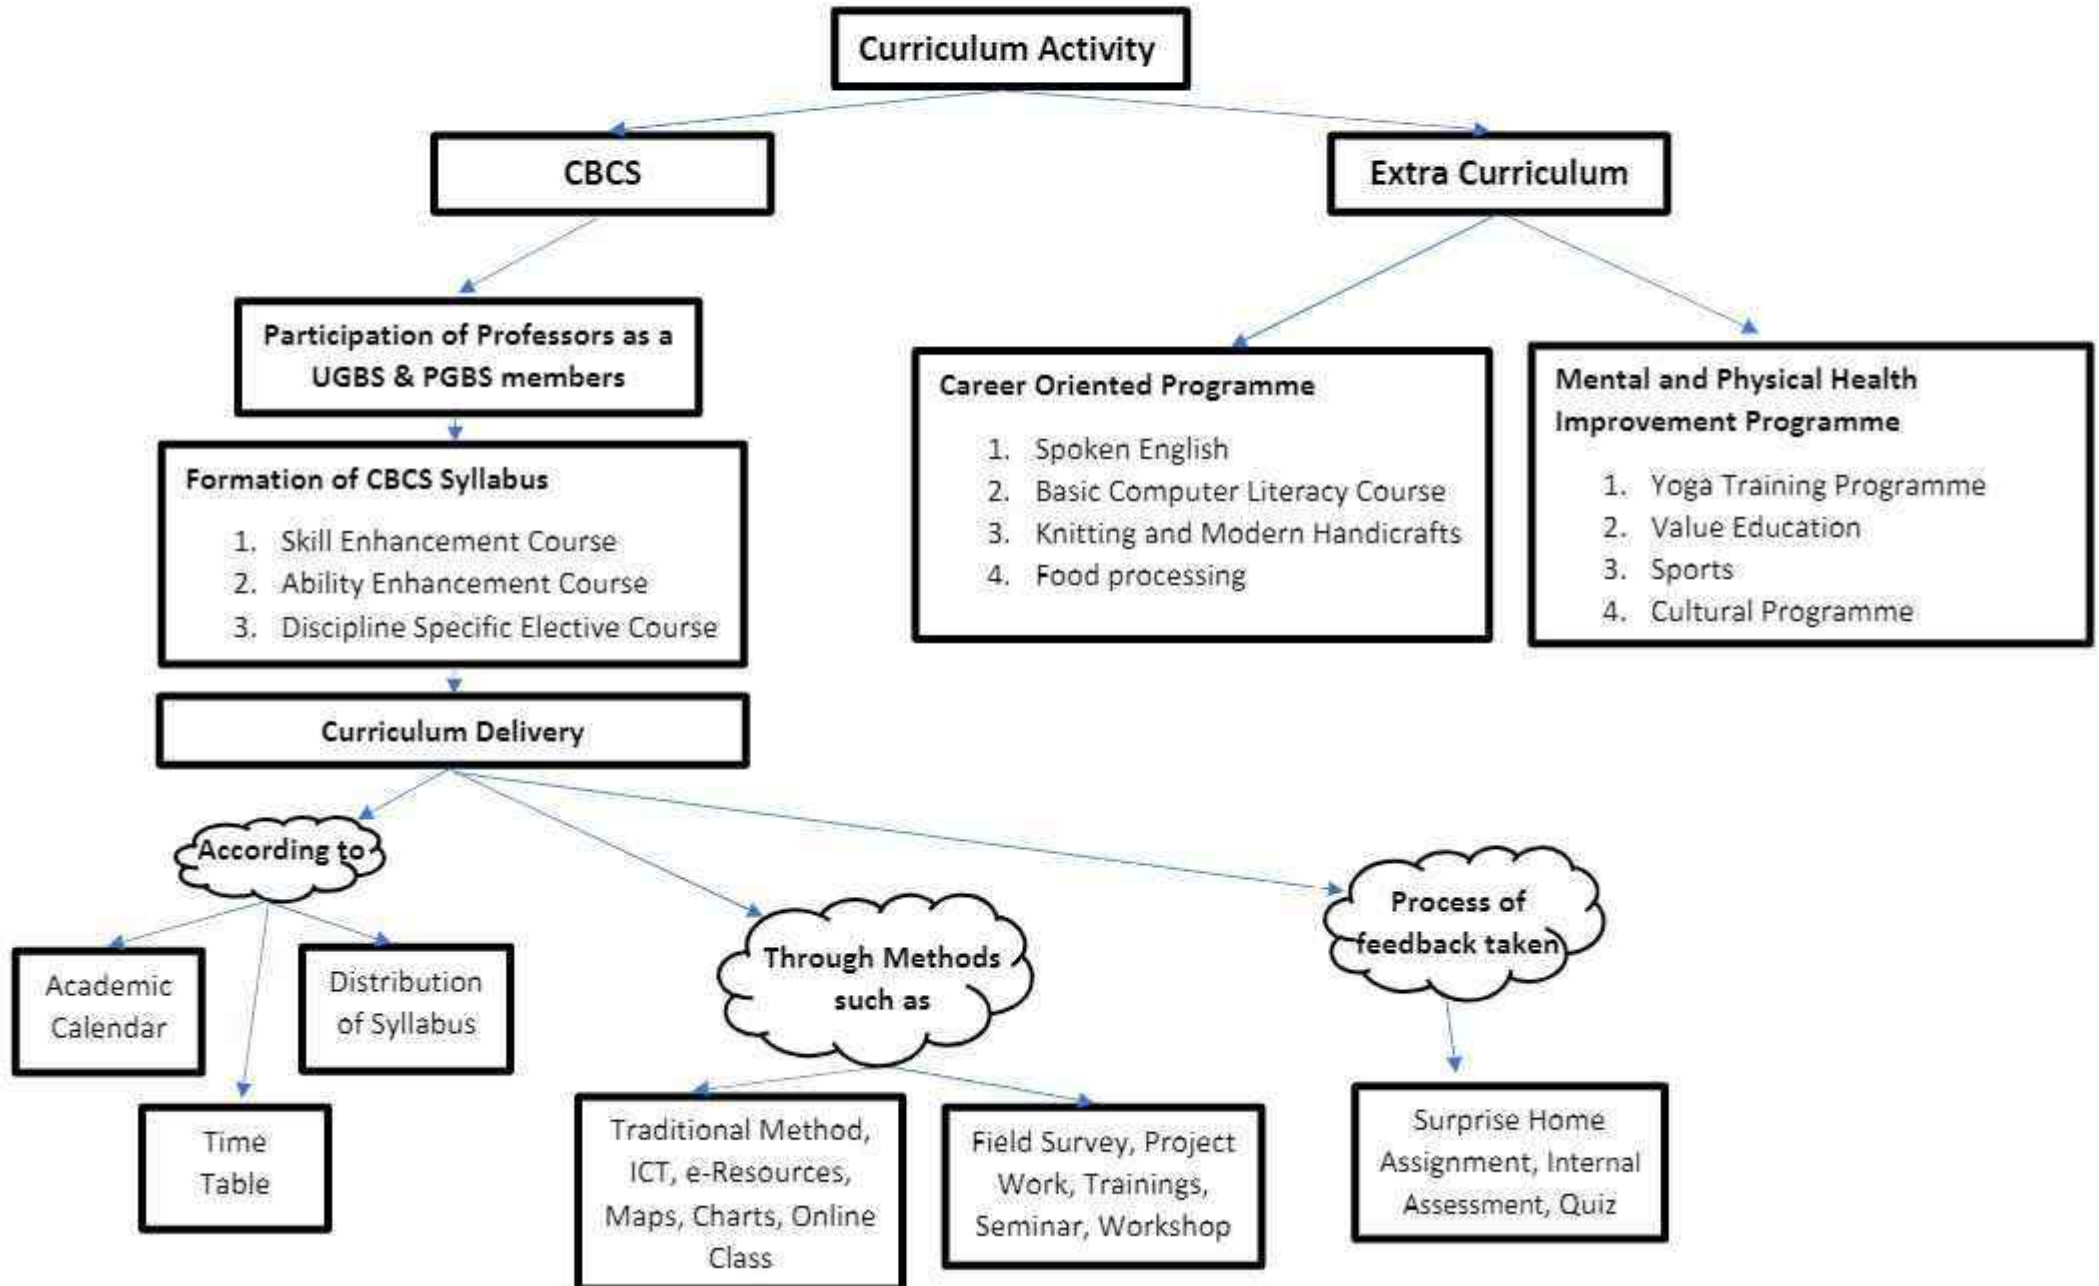 Curriculum Activity
CBCS
Extra Curriculum
Participation of Professors as a
UGBS & PGBS members
Formation of CBCS Syllabus
1. Skill Enhancement Course
2. Ability Enhancement Course
3. Discipline Specific Elective Course
Career Oriented Programme
1. Spoken English
2. Basic Computer Literacy Course
3. Knitting and Modern Handicrafts
4. Food processing
Mental and Physical Health
Improvement Programme
1. Yoga Training Programme
2. Value Education
3. Sports
4. Cultural Programme
Curriculum Delivery
According to
Academic
Calendar
Time
Table
Distribution
of Syllabus
Through Methods
such as
Traditional Method,
ICT, e-Resources,
Maps, Charts, Online
Class
Field Survey, Project
Work, Trainings,
Seminar, Workshop
Process of
feedback taken
Surprise Home
Assignment, Internal
Assessment, Quiz